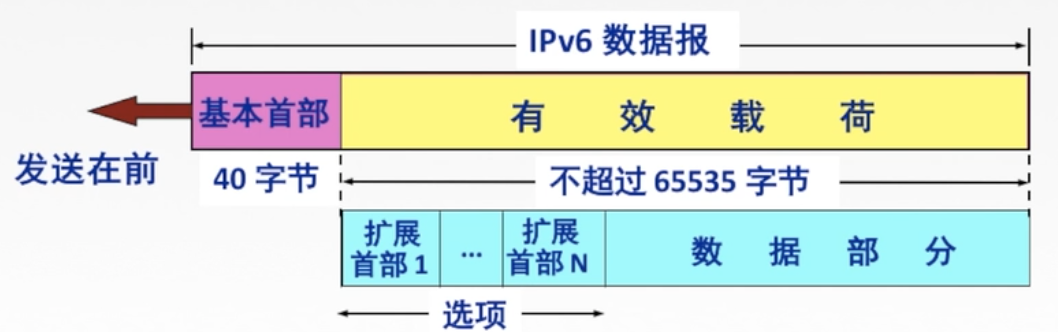 IPv6 数据报
基本首部
有 效 载 荷
发送在前
40 字节
不超过 65535 字节
扩展
首部 1
...
扩展
首部 N
数 据 部 分
选项